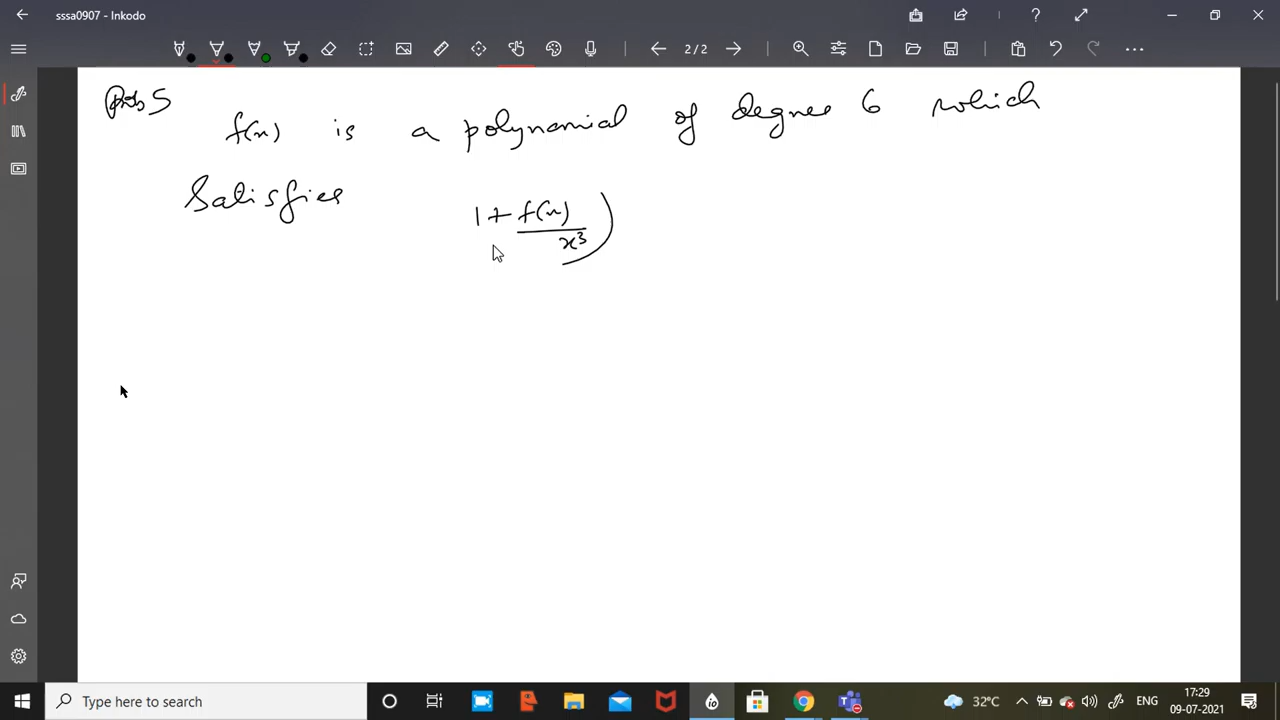 sssa0907 - Inkodo
2/2
Prob 5
f(x) is a polynomial of degree 6 which
Satisfies 1 + f(x)/x³ )
Type here to search
32°C
ENG
17:29
09-07-2021